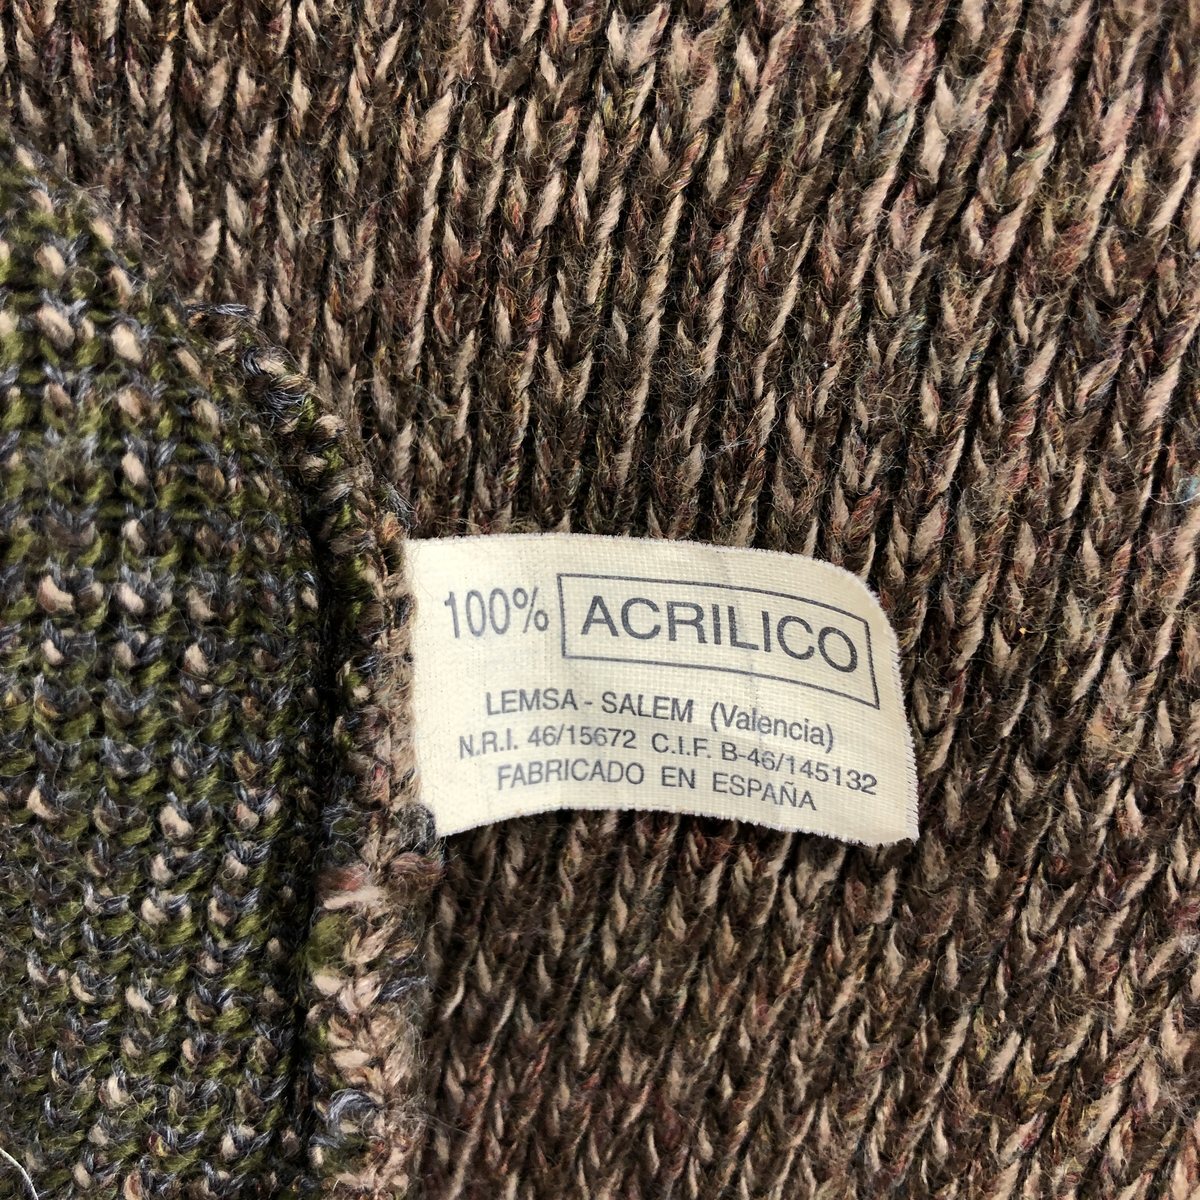 100% ACRILICO
LEMSA - SALEM (Valencia)
N.R.I. 46/15672 C.I.F. B-46/145132
FABRICADO EN ESPAÑA